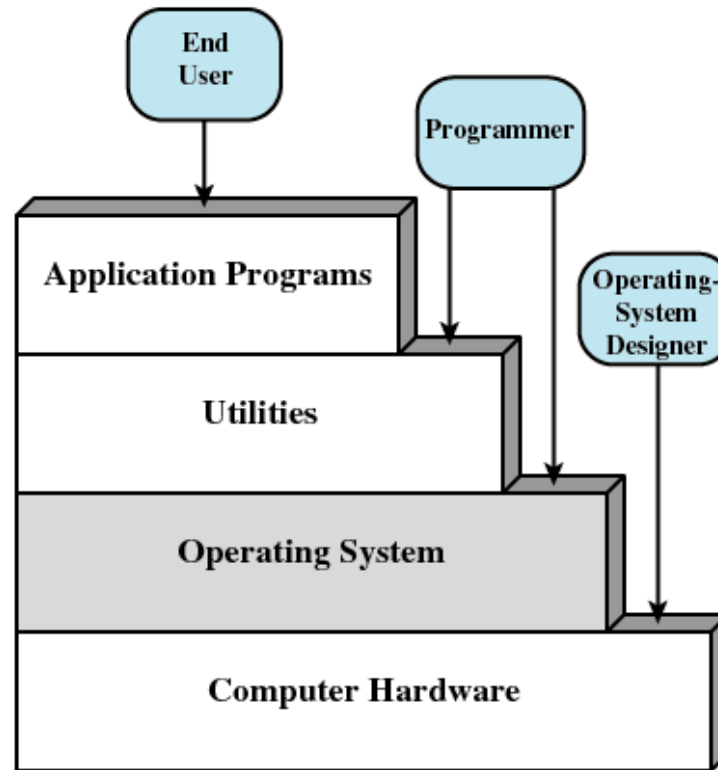 End
User
Programmer
Operating-
System
Designer
Application Programs
Utilities
Operating System
Computer Hardware